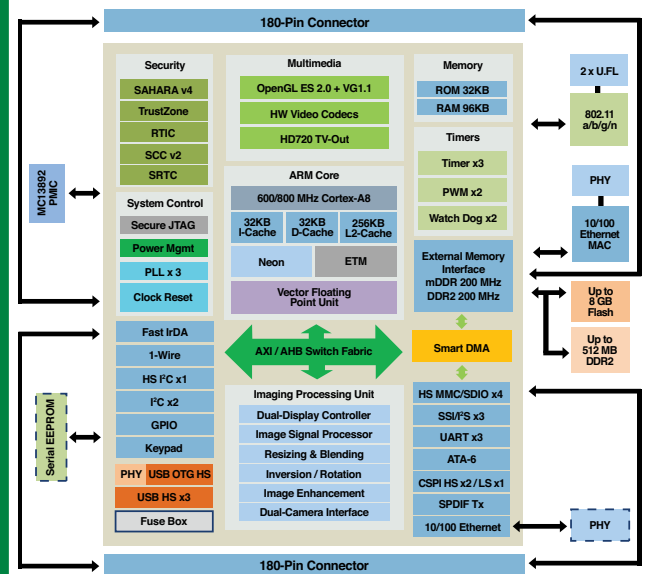 180-Pin Connector
Security
SAHARA v4
TrustZone
RTIC
SCC v2
SRTC
System Control
Secure JTAG
Power Mgmt
PLL x 3
Clock Reset
Fast IrDA
1-Wire
HS I²C x1
I²C x2
GPIO
Keypad
PHY
USB OTG HS
USB HS x3
Fuse Box
Multimedia
OpenGL ES 2.0 + VG1.1
HW Video Codecs
HD720 TV-Out
ARM Core
600/800 MHz Cortex-A8
32KB
I-Cache
32KB
D-Cache
256KB
L2-Cache
Neon
ETM
Vector Floating
Point Unit
AXI / AHB Switch Fabric
Imaging Processing Unit
Dual-Display Controller
Image Signal Processor
Resizing & Blending
Inversion / Rotation
Image Enhancement
Dual-Camera Interface
Memory
ROM 32KB
RAM 96KB
Timers
Timer x3
PWM x2
Watch Dog x2
External Memory
Interface
mDDR 200 MHz
DDR2 200 MHz
Smart DMA
HS MMC/SDIO x4
SSI/I²S x3
UART x3
ATA-6
CSPI HS x2 / LS x1
SPDIF Tx
10/100 Ethernet
MC13892
PMIC
Serial EEPROM
2 x U.FL
802.11
a/b/g/n
PHY
10/100
Ethernet
MAC
Up to
8 GB
Flash
Up to
512 MB
DDR2
PHY
180-Pin Connector